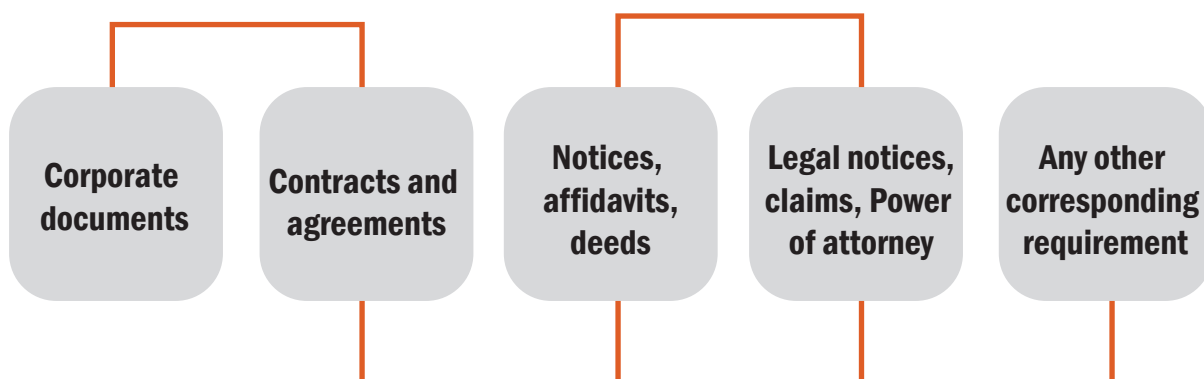 Corporate
documents
Contracts and
agreements
Notices,
affidavits,
deeds
Legal notices,
claims, Power
of attorney
Any other
corresponding
requirement